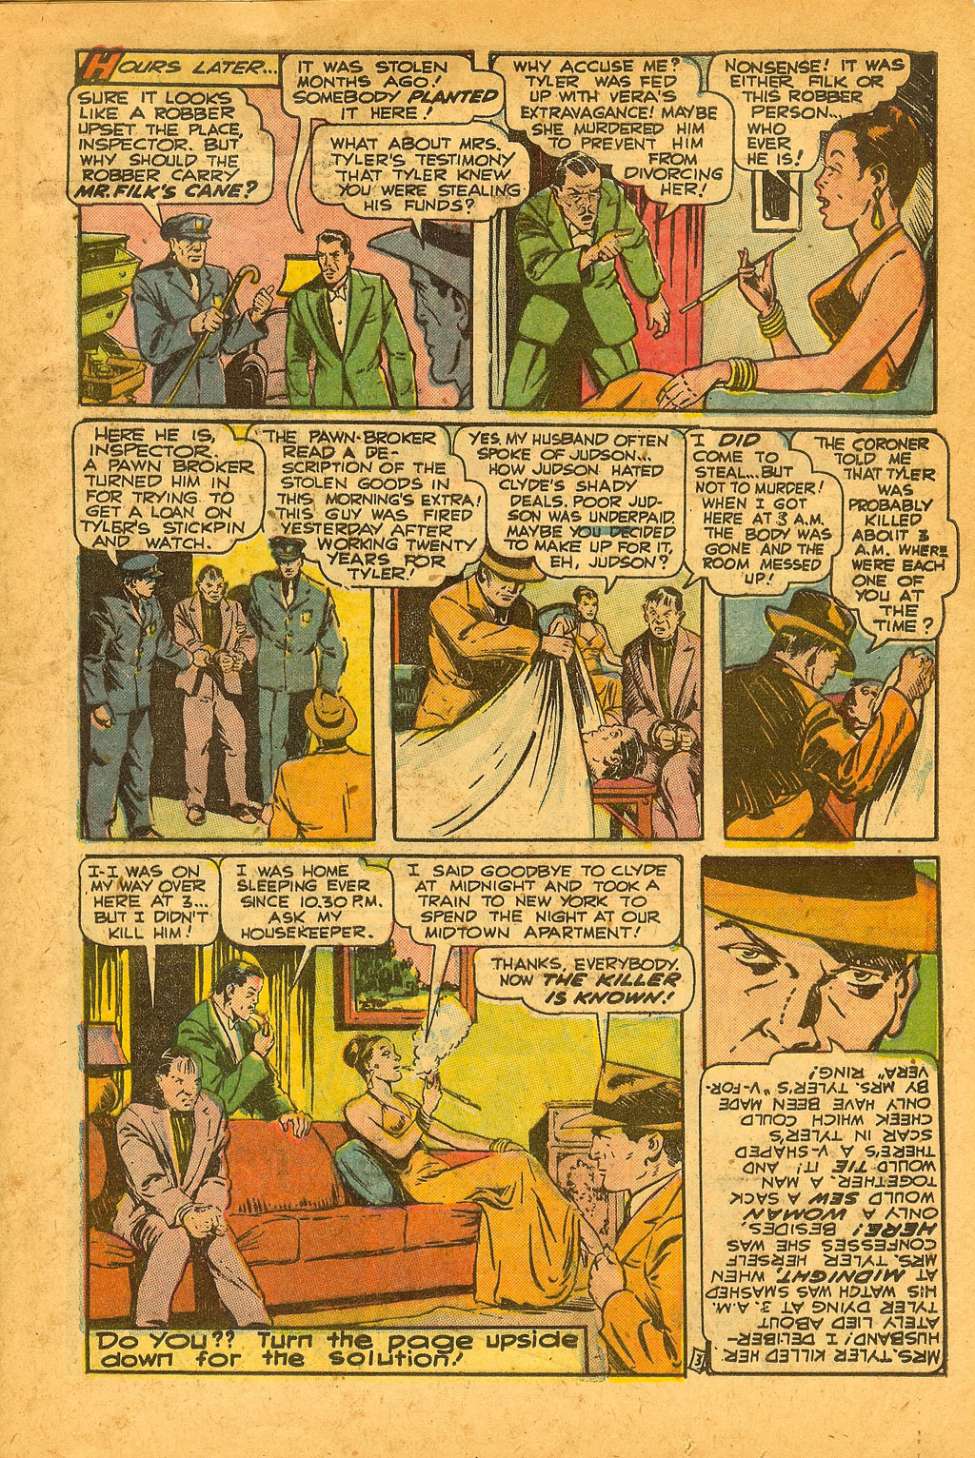 HOURS LATER...
SURE IT LOOKS
LIKE A ROBBER
UPSET THE PLACE,
INSPECTOR. BUT
WHY SHOULD THE
ROBBER CARRY
MR. FILK'S CANE?
IT WAS STOLEN
MONTHS AGO!
SOMEBODY PLANTED
IT HERE!
WHAT ABOUT MRS.
TYLER'S TESTIMONY
THAT TYLER KNEW
YOU WERE STEALING
HIS FUNDS?
WHY ACCUSE ME?
TYLER WAS FED
UP WITH VERA'S
EXTRAVAGANCE! MAYBE
SHE MURDERED HIM
TO PREVENT HIM
FROM
DIVORCING
HER!
NONSENSE! IT WAS
EITHER FILK OR
THIS ROBBER
PERSON...
WHO
EVER
HE IS!
HERE HE IS,
INSPECTOR.
A PAWN BROKER
TURNED HIM IN
FOR TRYING TO
GET A LOAN ON
TYLER'S STICKPIN
AND WATCH.
THE PAWN-BROKER
READ A DE-
SCRIPTION OF THE
STOLEN GOODS IN
THIS MORNING'S EXTRA!
THIS GUY WAS FIRED
YESTERDAY AFTER
WORKING TWENTY
YEARS FOR
TYLER!
YES, MY HUSBAND OFTEN
SPOKE OF JUDSON...
HOW JUDSON HATED
CLYDE'S SHADY
DEALS. POOR JUD-
SON WAS UNDERPAID
MAYBE YOU DECIDED
TO MAKE UP FOR IT,
EH, JUDSON?
I DID
COME TO
STEAL...BUT
NOT TO MURDER!
WHEN I GOT
HERE AT 3 A.M.
THE BODY WAS
GONE AND THE
ROOM MESSED
UP!
THE CORONER
TOLD ME
THAT TYLER
WAS
PROBABLY
KILLED
ABOUT 3
A.M. WHERE
WERE EACH
ONE OF
YOU AT
THE
TIME?
I-I WAS ON
MY WAY OVER
HERE AT 3...
BUT I DIDN'T
KILL HIM!
I WAS HOME
SLEEPING EVER
SINCE 10.30 P.M.
ASK MY
HOUSEKEEPER.
I SAID GOODBYE TO CLYDE
AT MIDNIGHT AND TOOK A
TRAIN TO NEW YORK TO
SPEND THE NIGHT AT OUR
MIDTOWN APARTMENT!
THANKS, EVERYBODY,
NOW THE KILLER
IS KNOWN!
DO YOU?? Turn the page upside
down for the solution!
MRS. TYLER KILLED HER
HUSBAND! I DELIBER-
ATELY LIED ABOUT
TYLER DYING AT 3. A.M.
HIS WATCH WAS SMASHED
AT MIDNIGHT, WHEN
MRS. TYLER HERSELF
CONFESSES SHE WAS
HERE! BESIDES,
ONLY A WOMAN
WOULD SEW A SACK
TOGETHER. A MAN
WOULD TIE IT! AND
THERE'S A V-SHAPED
SCAR IN TYLER'S
CHEEK WHICH COULD
ONLY HAVE BEEN MADE
BY MRS. TYLER'S "V-FOR-
VERA" RING!
3